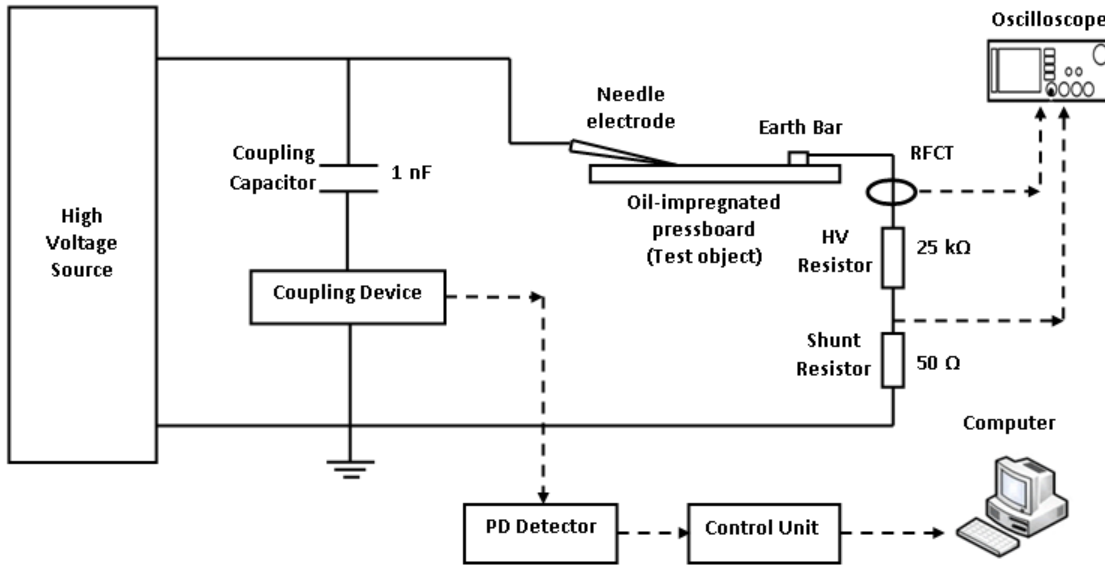 Oscilloscope
Needle
electrode
Earth Bar
RFCT
Coupling
Capacitor
1 nF
High
Voltage
Source
Oil-impregnated
pressboard
(Test object)
HV
Resistor
25 kΩ
Coupling Device
Shunt
Resistor
50 Ω
Computer
PD Detector
Control Unit